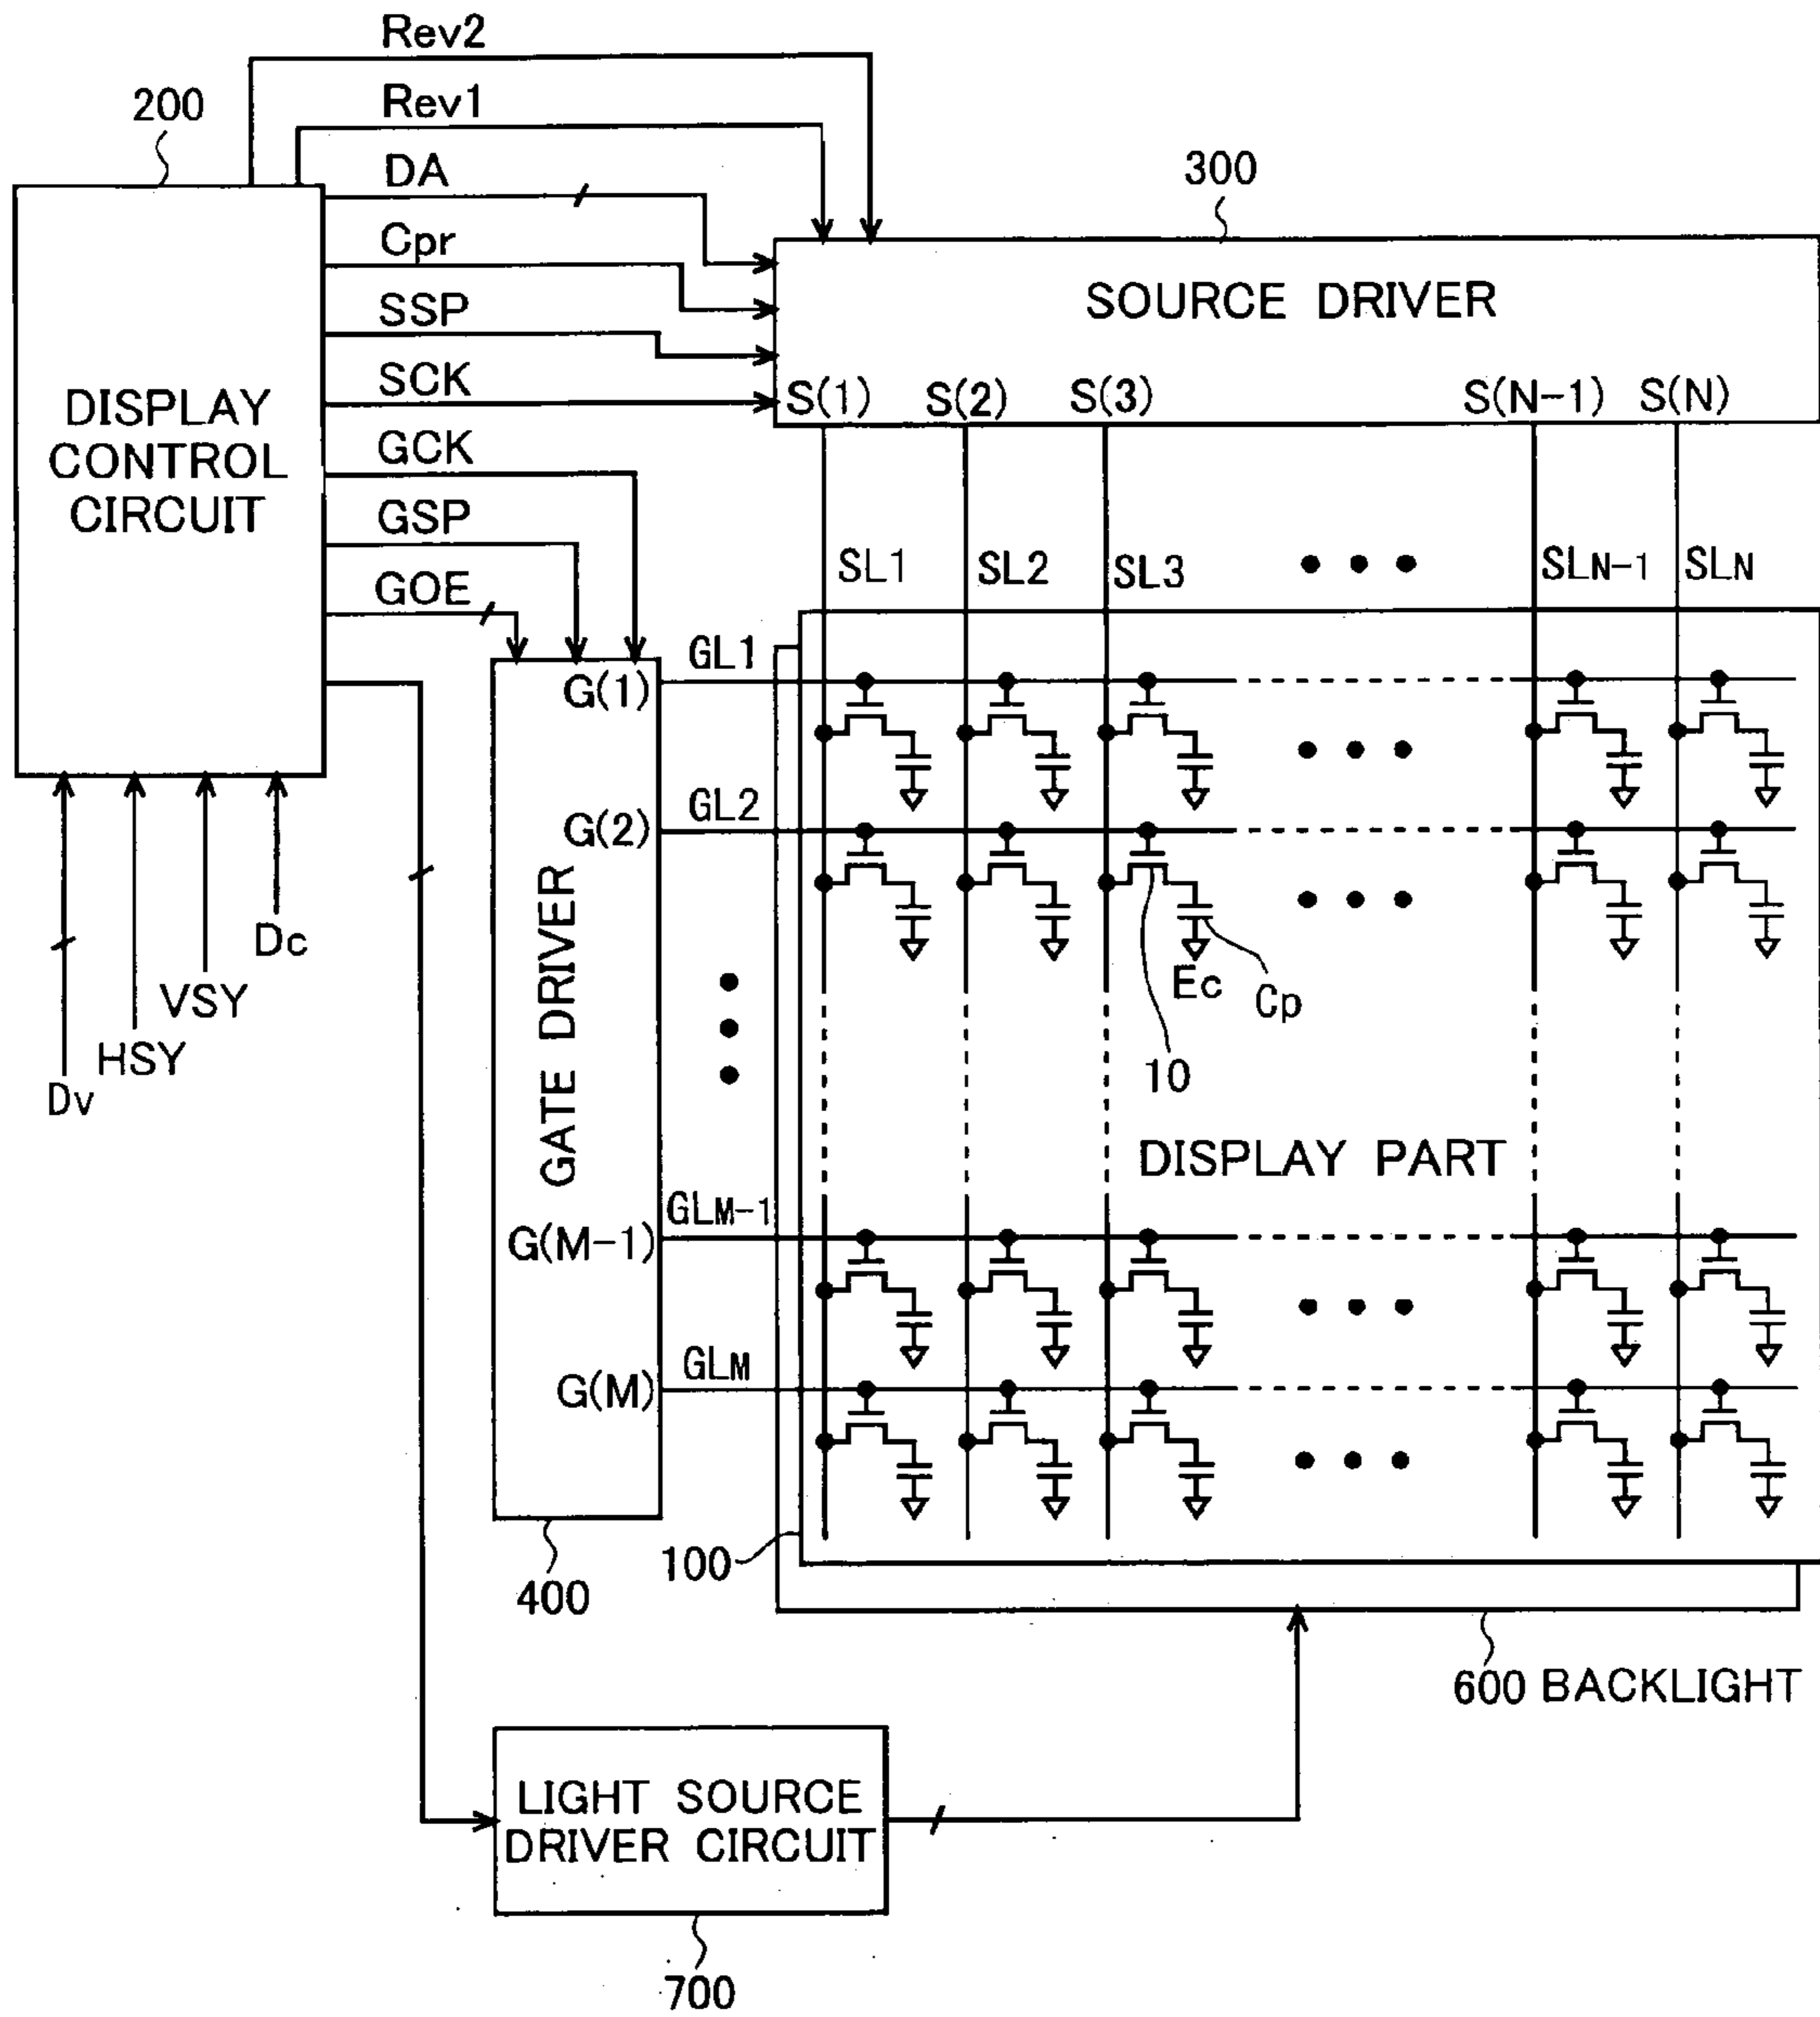 Rev2
Rev1
200
DA
300
Cpr
SSP
SOURCE DRIVER
SCK
S(1) S(2) S(3) S(N-1) S(N)
DISPLAY
CONTROL
CIRCUIT
GCK
GSP
GOE
SL1 SL2 SL3 SLN-1 SLN
GL1
G(1)
GL2
G(2)
GATE DRIVER
Dc
VSY
HSY
Dv
Ec
Cp
10
DISPLAY PART
GLM-1
G(M-1)
GLM
G(M)
100
400
600 BACKLIGHT
LIGHT SOURCE
DRIVER CIRCUIT
700